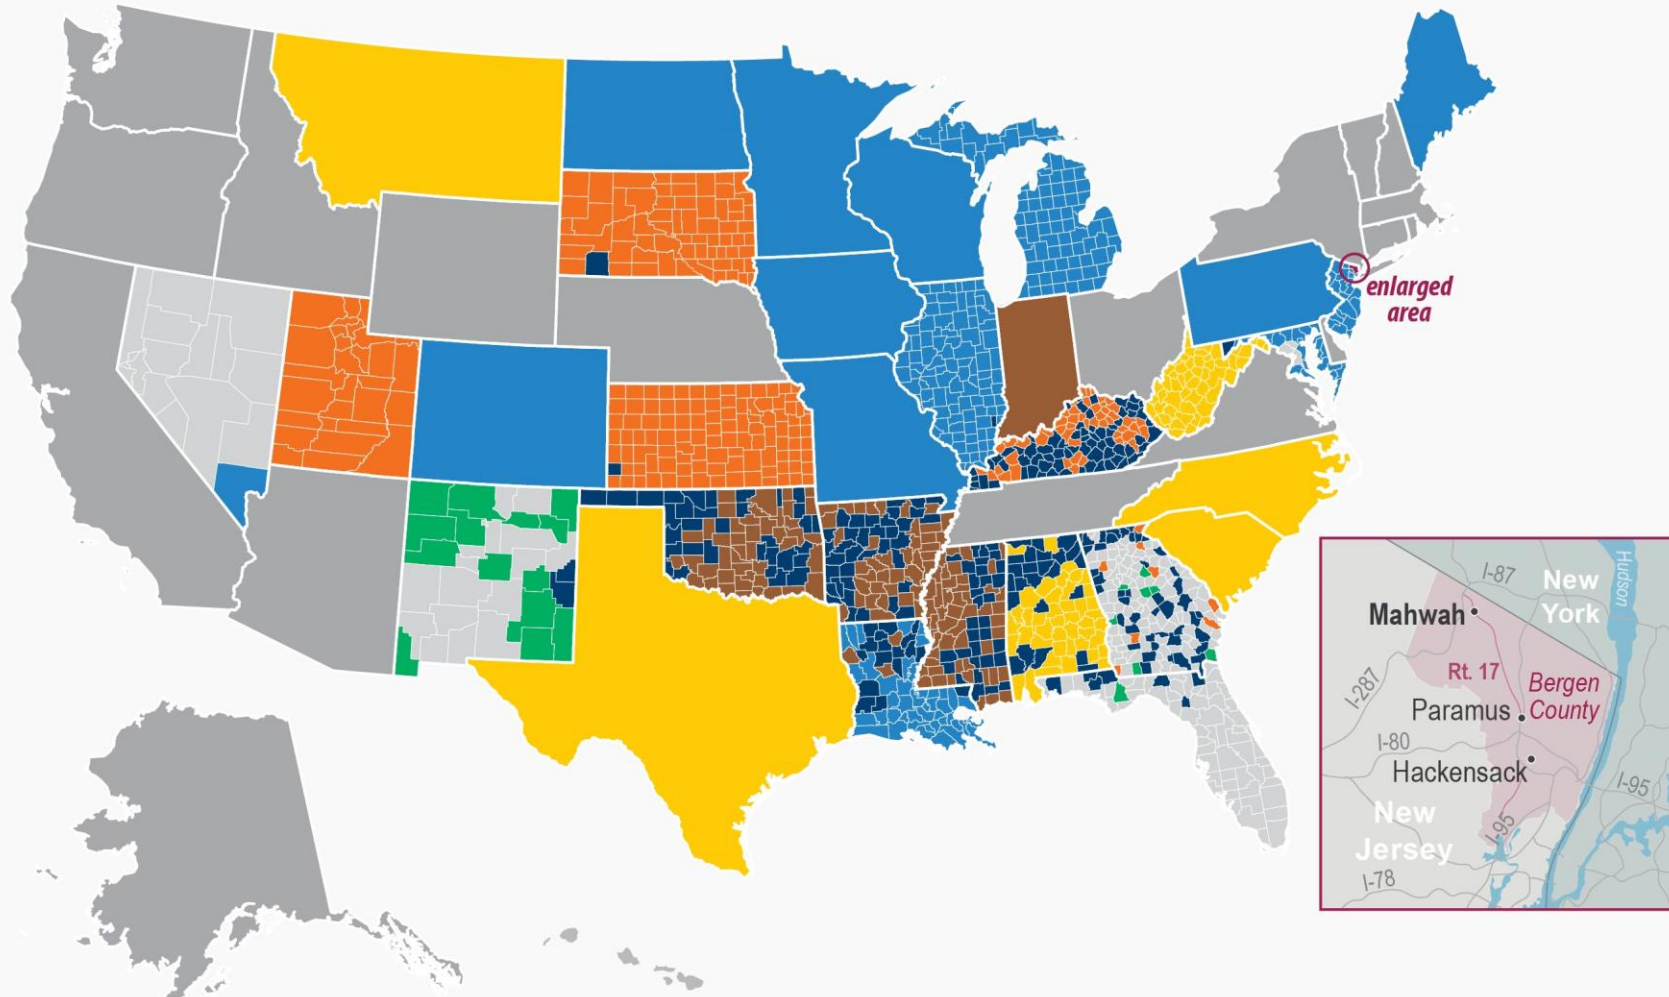 enlarged
area
I-87
New
York
Hudson
Mahwah
Rt. 17
Bergen
County
I-287
Paramus
I-80
Hackensack
I-95
New
Jersey
I-95
I-78